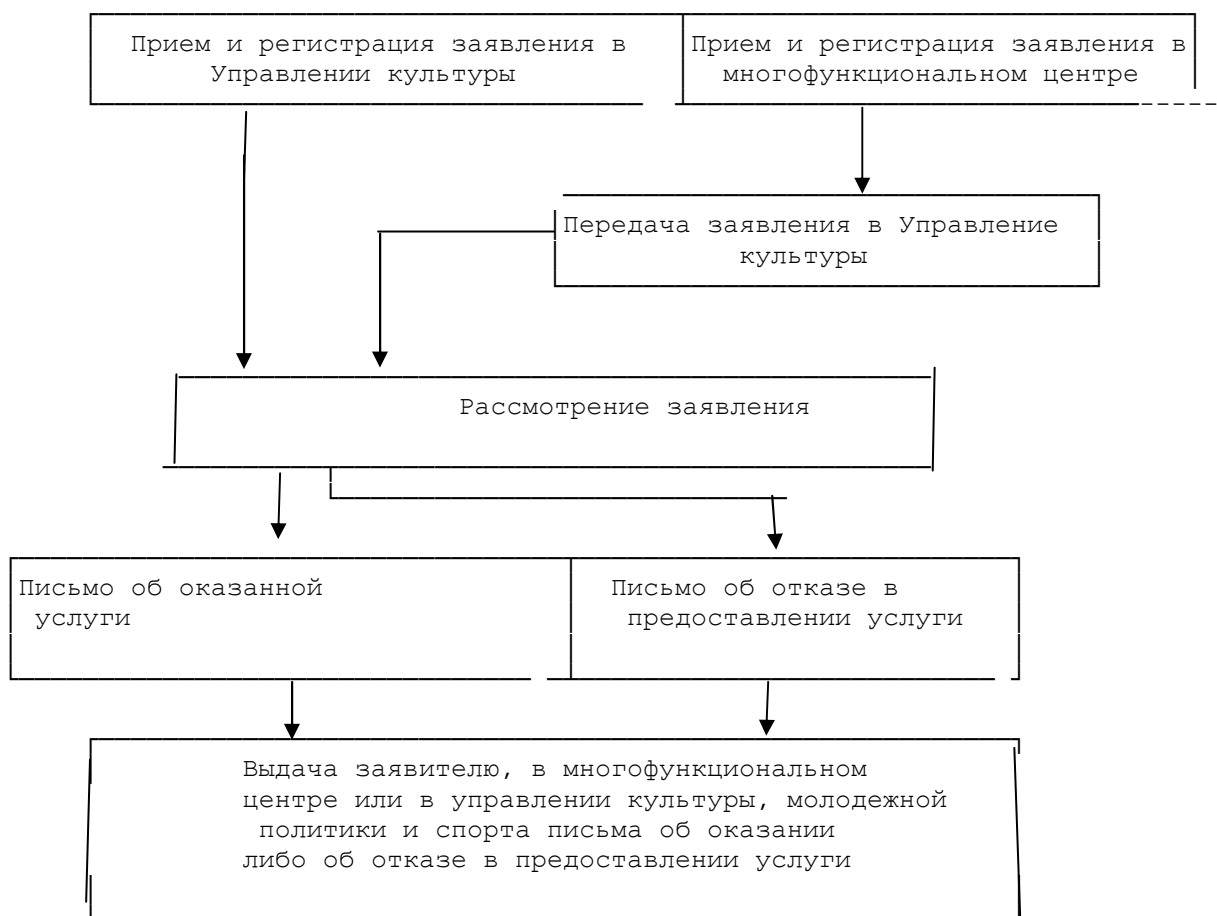 Прием и регистрация заявления в
Управлении культуры
Прием и регистрация заявления в
многофункциональном центре
Передача заявления в Управление
культуры
Рассмотрение заявления
Письмо об оказанной
услуги
Письмо об отказе в
предоставлении услуги
Выдача заявителю, в многофункциональном
центре или в управлении культуры, молодежной
политики и спорта письма об оказании
либо об отказе в предоставлении услуги